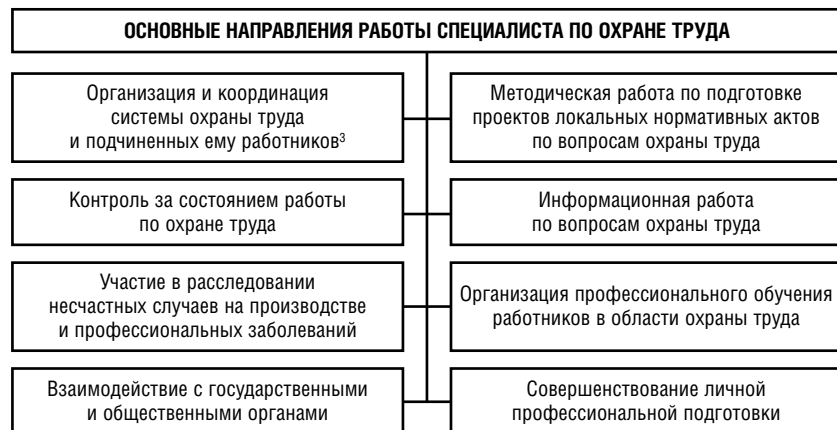 ОСНОВНЫЕ НАПРАВЛЕНИЯ РАБОТЫ СПЕЦИАЛИСТА ПО ОХРАНЕ ТРУДА
Организация и координация
системы охраны труда
и подчиненных ему работников³
Методическая работа по подготовке
проектов локальных нормативных актов
по вопросам охраны труда
Контроль за состоянием работы
по охране труда
Информационная работа
по вопросам охраны труда
Участие в расследовании
несчастных случаев на производстве
и профессиональных заболеваний
Организация профессионального обучения
работников в области охраны труда
Взаимодействие с государственными
и общественными органами
Совершенствование личной
профессиональной подготовки